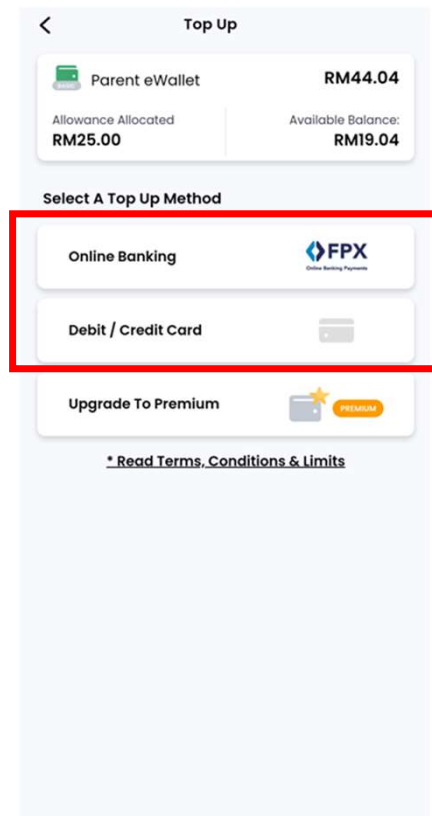 Top Up
Parent eWallet RM44.04
BASIC
Allowance Allocated Available Balance:
RM25.00 RM19.04
Select A Top Up Method
Online Banking FPX
Online Banking Payments
Debit / Credit Card
Upgrade To Premium PREMIUM
* Read Terms, Conditions & Limits